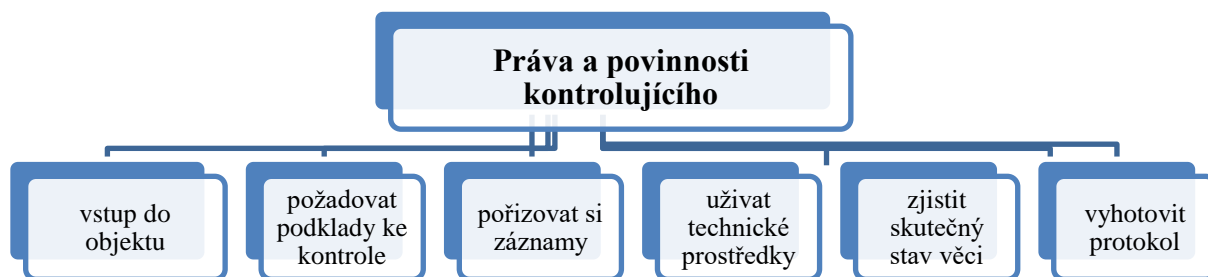 Práva a povinnosti
kontrolujícího
vstup do
objektu
požadovat
podklady ke
kontrole
pořizovat si
záznamy
uživat
technické
prostředky
zjistit
skutečný
stav věci
vyhotovit
protokol